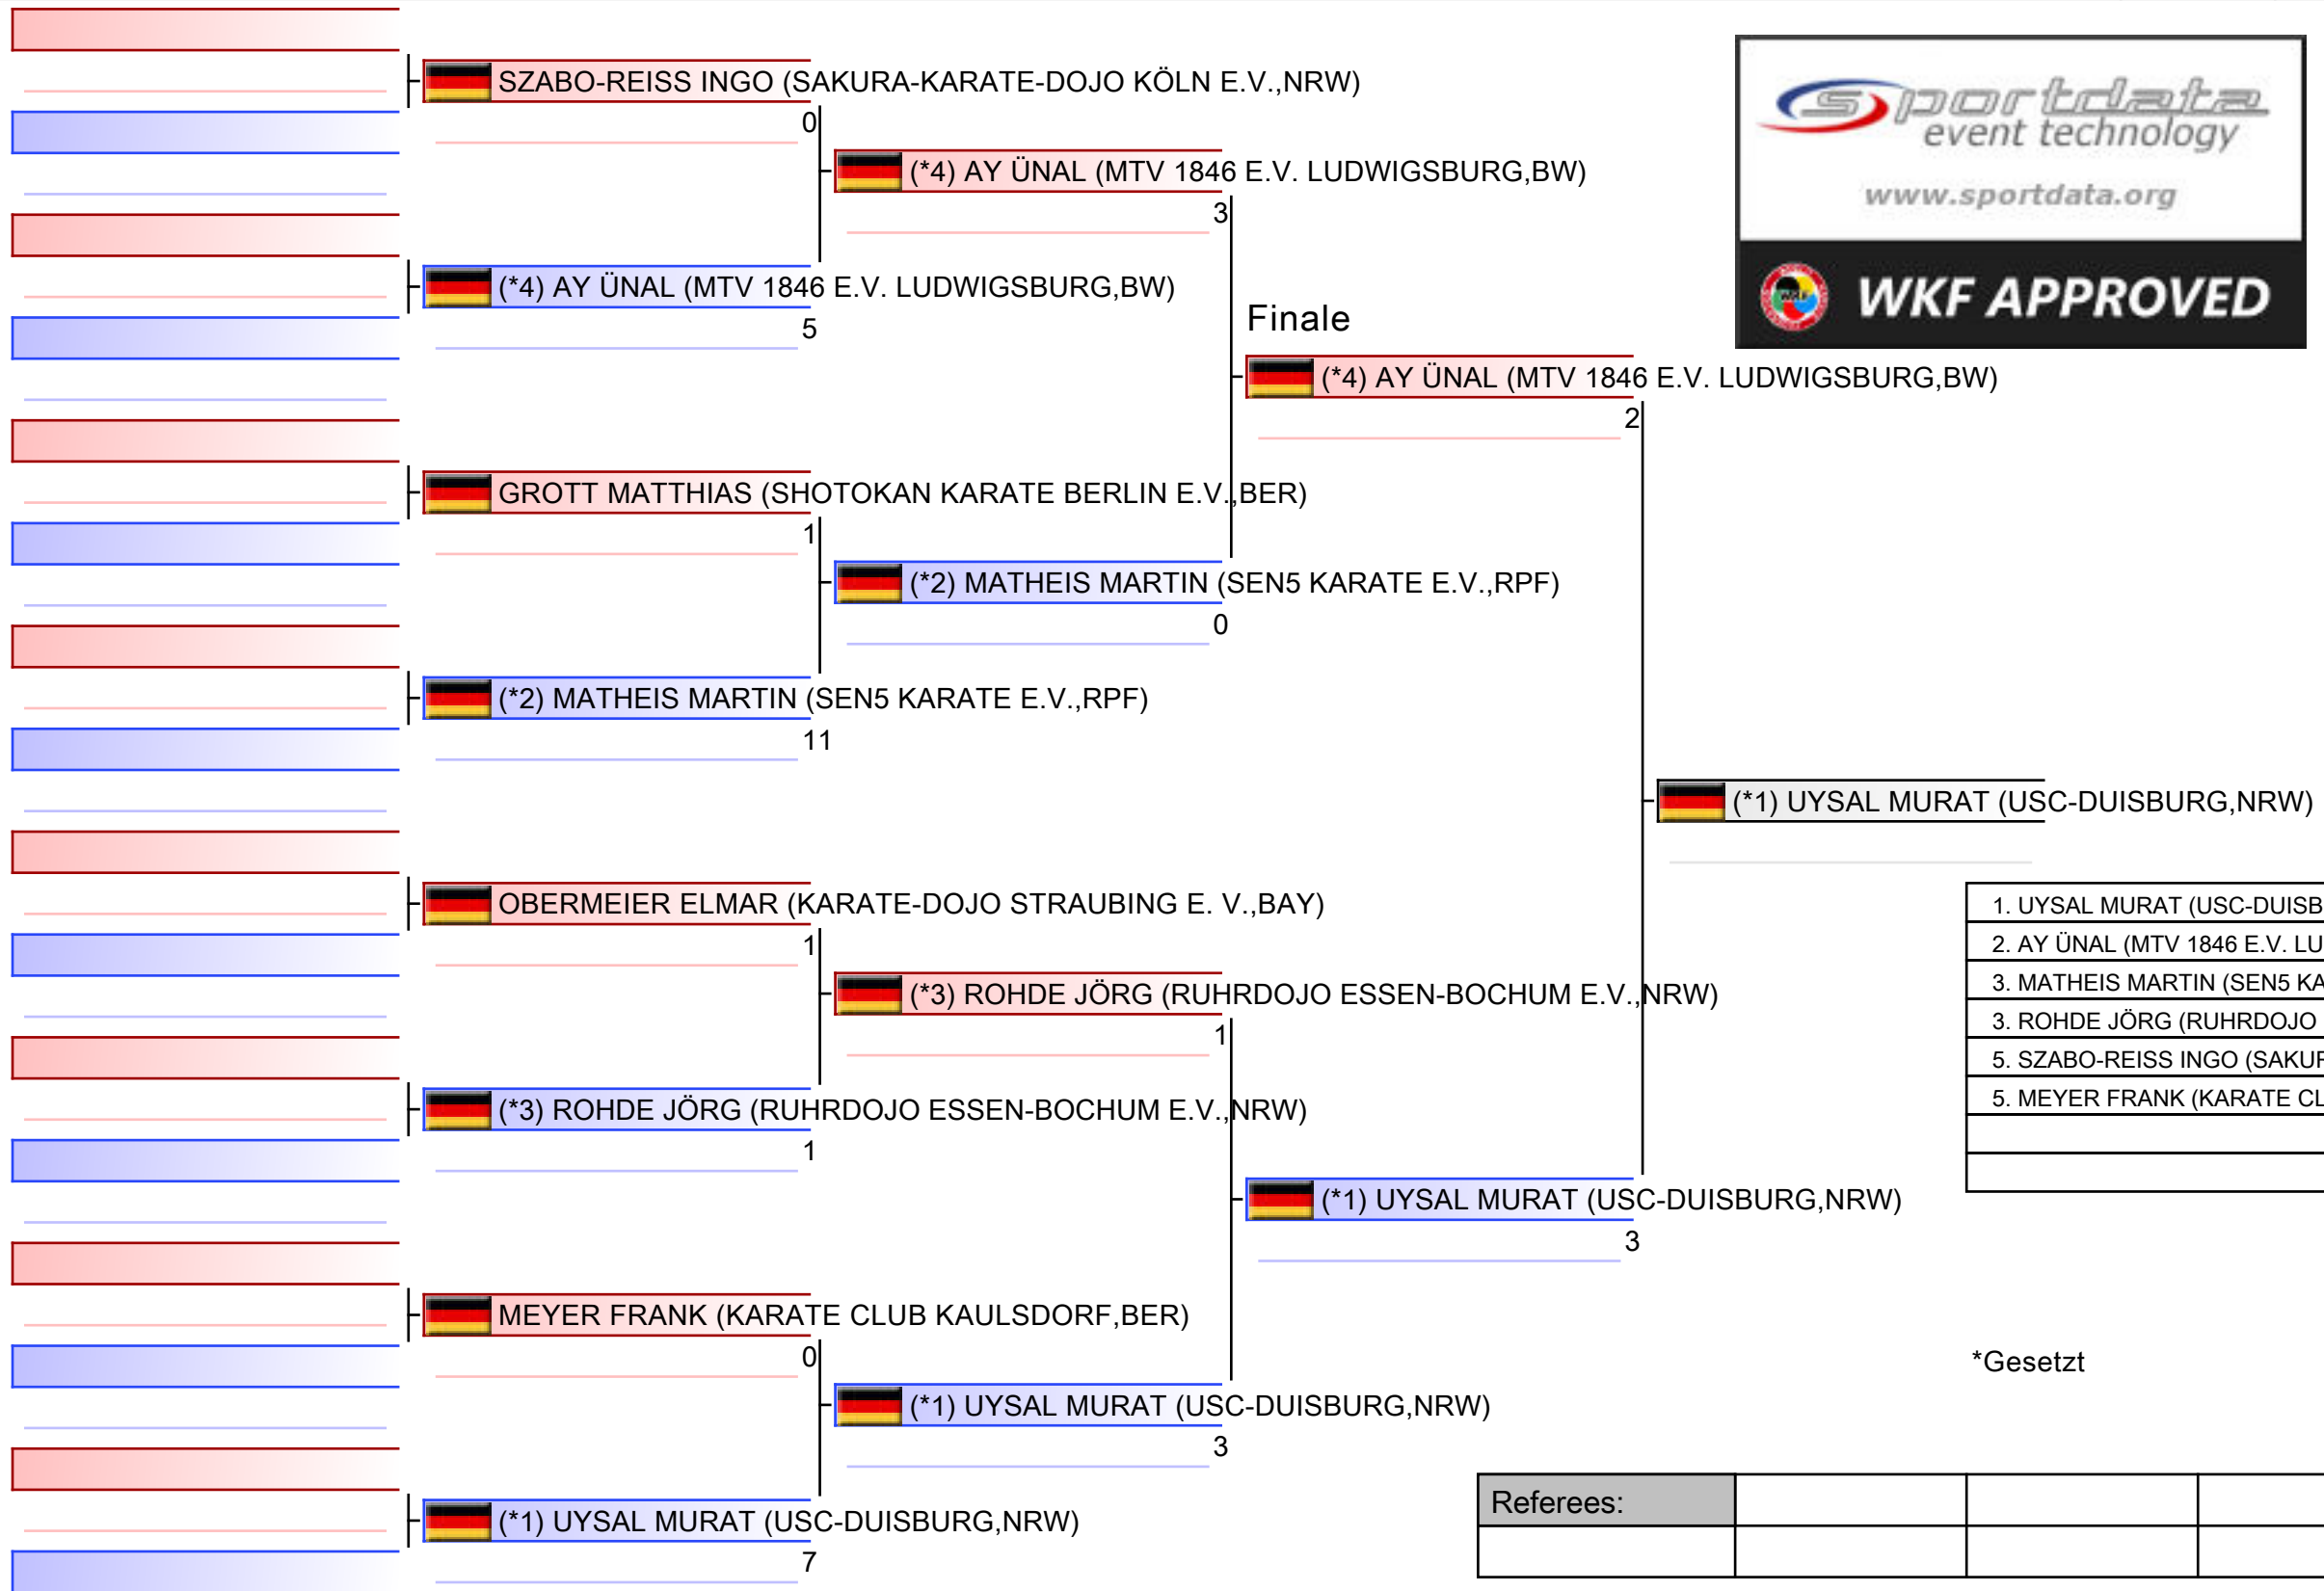 SZABO-REISS INGO (SAKURA-KARATE-DOJO KÖLN E.V.,NRW)
0
(*4) AY ÜNAL (MTV 1846 E.V. LUDWIGSBURG,BW)
3
(*4) AY ÜNAL (MTV 1846 E.V. LUDWIGSBURG,BW)
5
sportdata
event technology
www.sportdata.org
WKF APPROVED
Finale
(*4) AY ÜNAL (MTV 1846 E.V. LUDWIGSBURG,BW)
2
GROTT MATTHIAS (SHOTOKAN KARATE BERLIN E.V.,BER)
1
(*2) MATHEIS MARTIN (SEN5 KARATE E.V.,RPF)
0
(*2) MATHEIS MARTIN (SEN5 KARATE E.V.,RPF)
11
(*1) UYSAL MURAT (USC-DUISBURG,NRW)
OBERMEIER ELMAR (KARATE-DOJO STRAUBING E. V.,BAY)
1
(*3) ROHDE JÖRG (RUHRDOJO ESSEN-BOCHUM E.V.,NRW)
1
(*3) ROHDE JÖRG (RUHRDOJO ESSEN-BOCHUM E.V.,NRW)
1
1. UYSAL MURAT (USC-DUISB
2. AY ÜNAL (MTV 1846 E.V. LU
3. MATHEIS MARTIN (SEN5 KA
3. ROHDE JÖRG (RUHRDOJO
5. SZABO-REISS INGO (SAKUR
5. MEYER FRANK (KARATE CL
(*1) UYSAL MURAT (USC-DUISBURG,NRW)
3
MEYER FRANK (KARATE CLUB KAULSDORF,BER)
0
*Gesetzt
(*1) UYSAL MURAT (USC-DUISBURG,NRW)
3
(*1) UYSAL MURAT (USC-DUISBURG,NRW)
7
Referees: